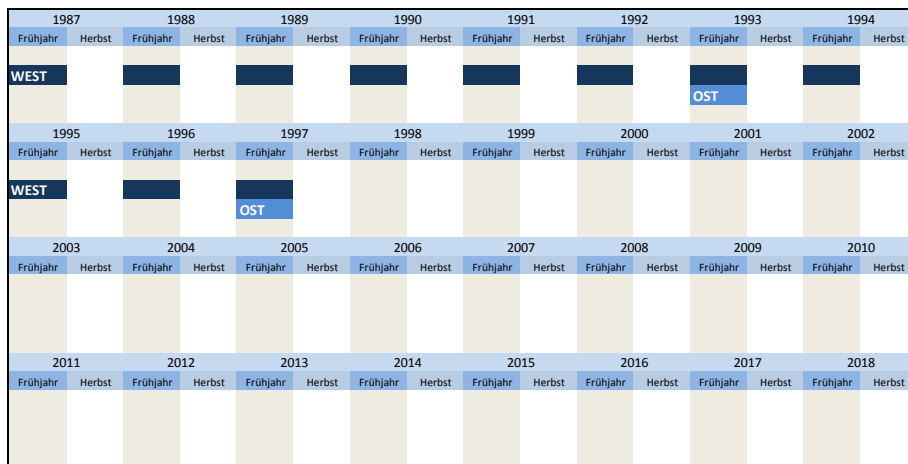 1987 1988 1989 1990 1991 1992 1993 1994
Frühjahr Herbst Frühjahr Herbst Frühjahr Herbst Frühjahr Herbst Frühjahr Herbst Frühjahr Herbst Frühjahr Herbst Frühjahr Herbst
WEST
OST
1995 1996 1997 1998 1999 2000 2001 2002
Frühjahr Herbst Frühjahr Herbst Frühjahr Herbst Frühjahr Herbst Frühjahr Herbst Frühjahr Herbst Frühjahr Herbst Frühjahr Herbst
WEST
OST
2003 2004 2005 2006 2007 2008 2009 2010
Frühjahr Herbst Frühjahr Herbst Frühjahr Herbst Frühjahr Herbst Frühjahr Herbst Frühjahr Herbst Frühjahr Herbst Frühjahr Herbst
2011 2012 2013 2014 2015 2016 2017 2018
Frühjahr Herbst Frühjahr Herbst Frühjahr Herbst Frühjahr Herbst Frühjahr Herbst Frühjahr Herbst Frühjahr Herbst Frühjahr Herbst